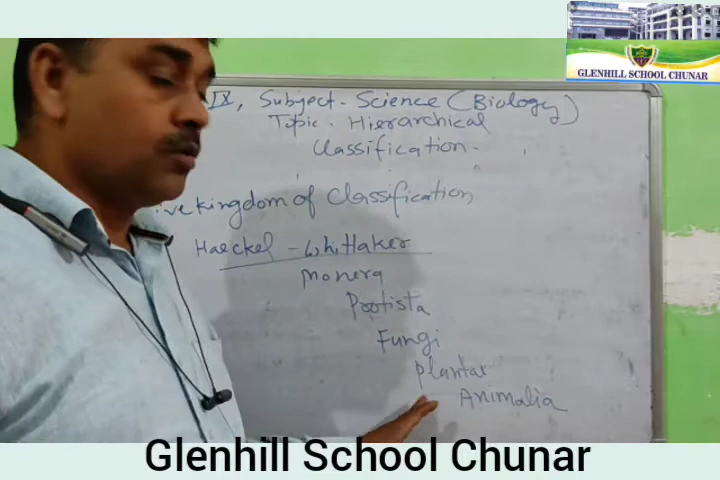 GLENHILL SCHOOL CHUNAR
IX, Subject - Science (Biology)
Topic - Hierarchical
Classification -
ive kingdom of Classification
Haeckel - Whittaker
Monera
Protista
Fungi
Plantae
Animalia
Glenhill School Chunar